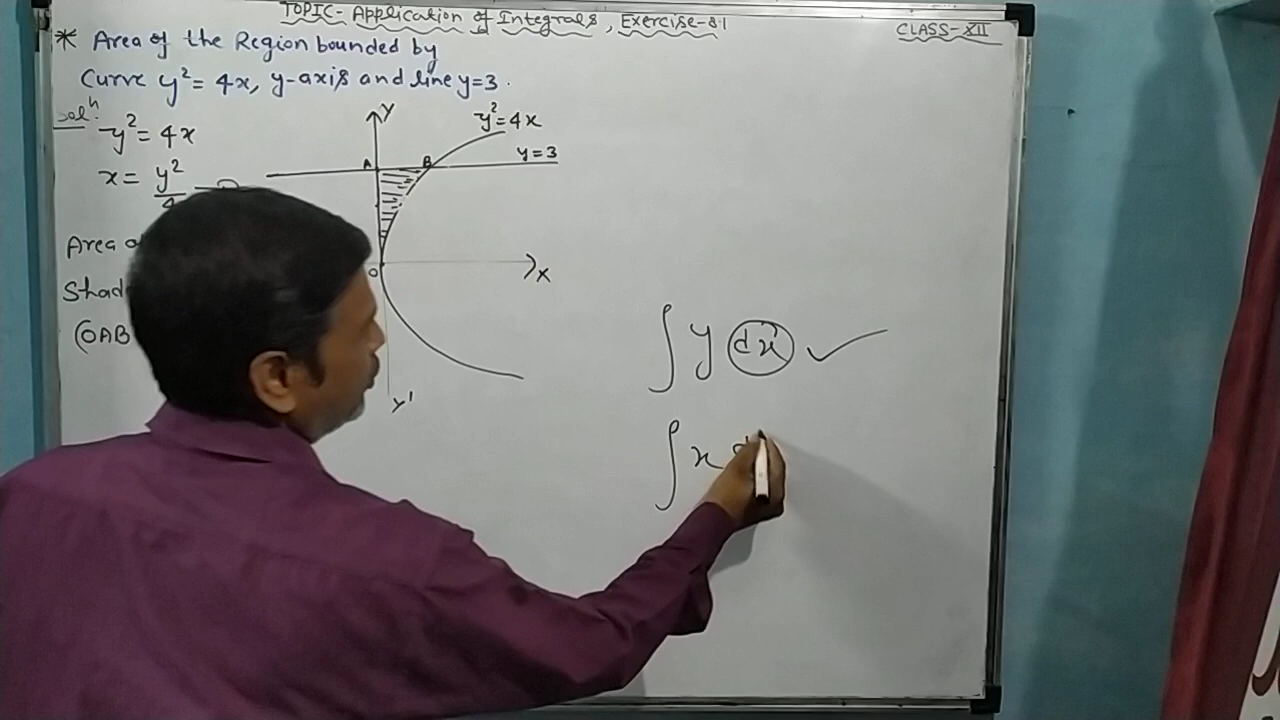 TOPIC- Application of Integrals, Exercise-8.1
CLASS-XII
* Area of the Region bounded by
Curve y² = 4x, y-axis and line y=3.
Solⁿ.
y² = 4x
x = y²/4
Area
Shad
(OAB
Y
y²=4x
y=3
A
B
O
X
Y'
∫ y dx ✓
∫ x d